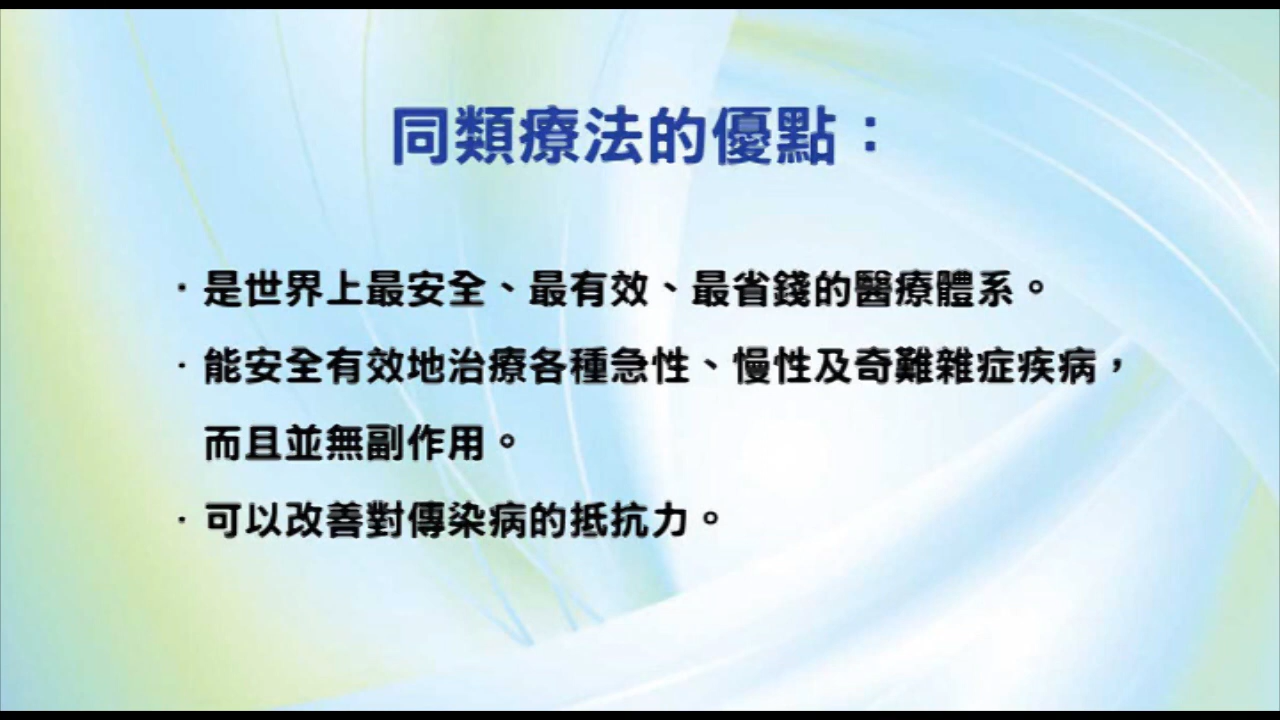 同類療法的優點：
·是世界上最安全、最有效、最省錢的醫療體系。
·能安全有效地治療各種急性、慢性及奇難雜症疾病，
而且並無副作用。
·可以改善對傳染病的抵抗力。